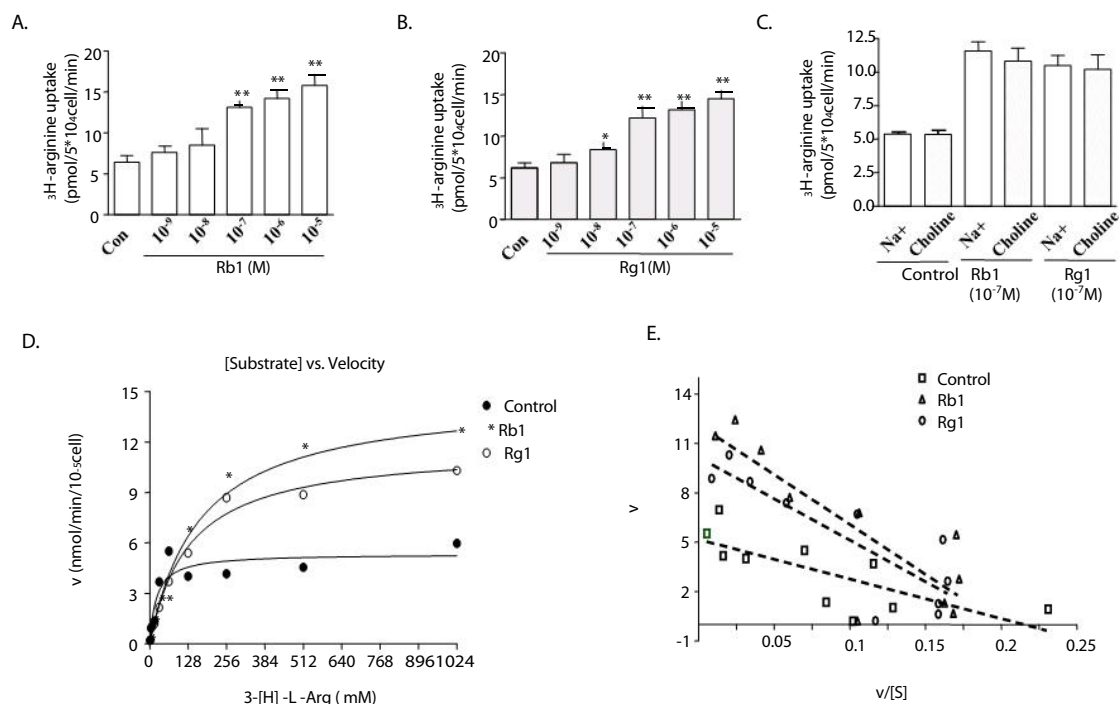 A.
³H-arginine uptake
(pmol/5*10₄cell/min)
20
15
10
5
0
Con
10⁻⁹
10⁻⁸
10⁻⁷
10⁻⁶
10⁻⁵
**
**
**
Rb1 (M)
B.
₃H-arginine uptake
(pmol/5*10₄cell/min)
20
15
10
5
0
Con
10⁻⁹
10⁻⁸
10⁻⁷
10⁻⁶
10⁻⁵
*
**
**
**
Rg1(M)
C.
₃H-arginine uptake
(pmol/5*10₄cell/min)
12.5
10.0
7.5
5.0
2.5
0.0
Na+
Choline
Na+
Choline
Na+
Choline
Control
Rb1
(10⁻⁷M)
Rg1
(10⁻⁷M)
D.
[Substrate] vs. Velocity
v (nmol/min/10₋₅cell)
15
12
9
6
3
0
0
128
256
384
512
640
768
896
1024
3-[H] -L -Arg ( mM)
Control
* Rb1
Rg1
E.
v
14
11
8
5
2
-1
0.05
0.1
0.15
0.2
0.25
v/[S]
Control
Rb1
Rg1